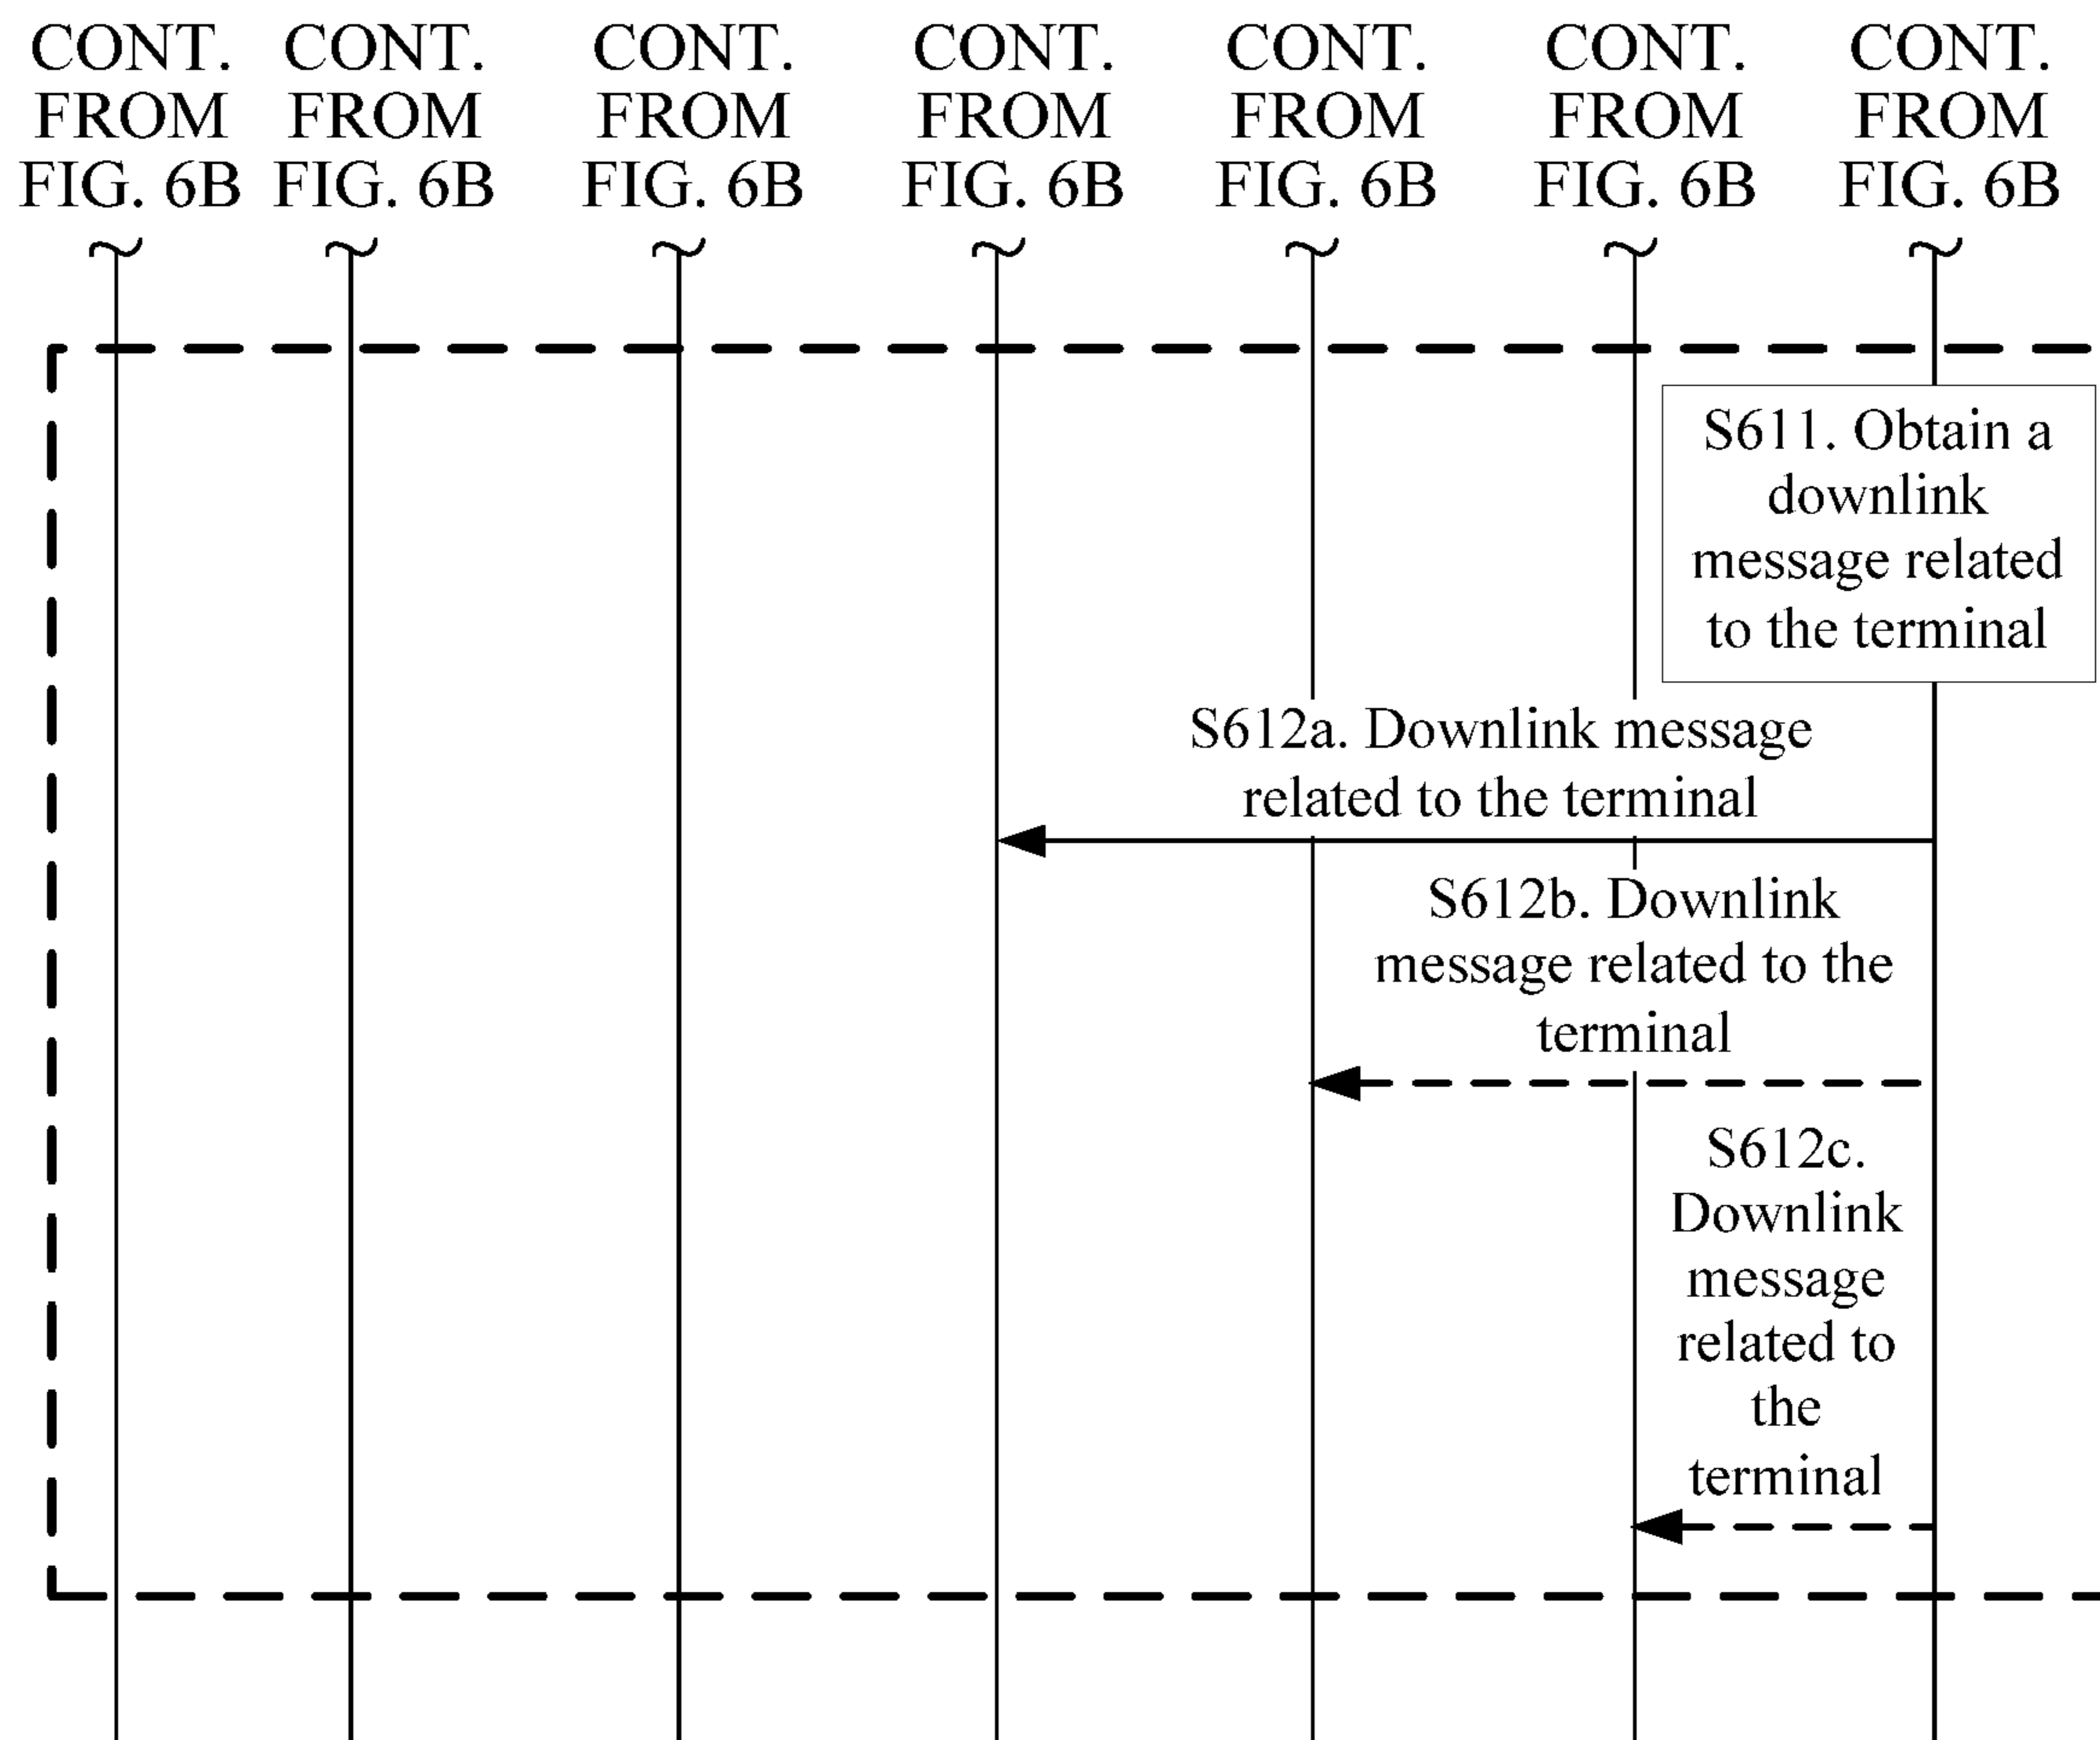 CONT. CONT. CONT. CONT. CONT. CONT. CONT.
FROM FROM FROM FROM FROM FROM FROM
FIG. 6B FIG. 6B FIG. 6B FIG. 6B FIG. 6B FIG. 6B FIG. 6B
S611. Obtain a
downlink
message related
to the terminal
S612a. Downlink message
related to the terminal
S612b. Downlink
message related to the
terminal
S612c.
Downlink
message
related to
the
terminal